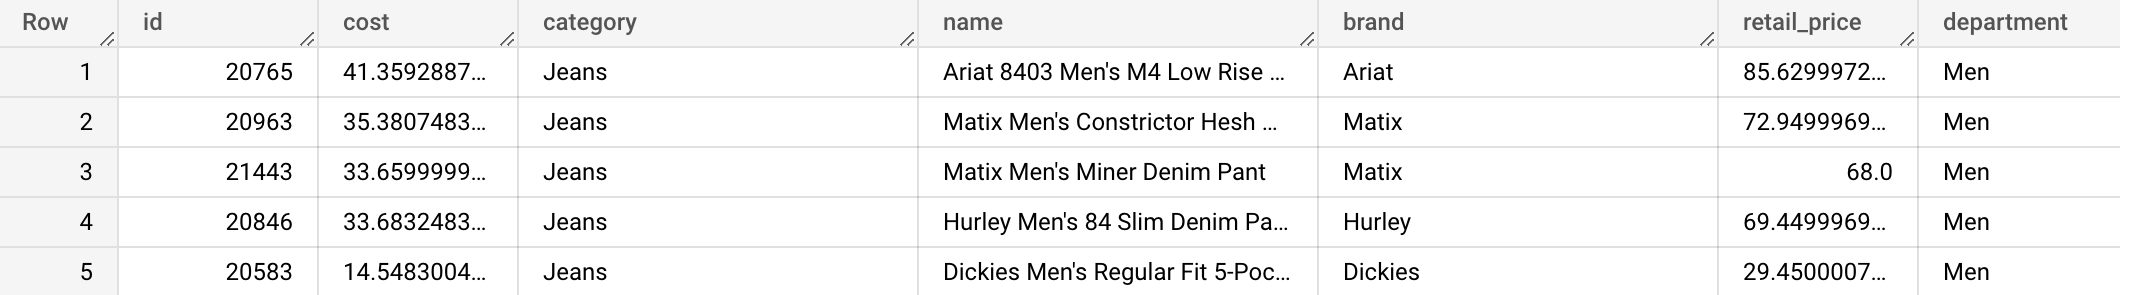 Row id cost category name brand retail_price department
1 20765 41.3592887... Jeans Ariat 8403 Men's M4 Low Rise ... Ariat 85.6299972... Men
2 20963 35.3807483... Jeans Matix Men's Constrictor Hesh ... Matix 72.9499969... Men
3 21443 33.6599999... Jeans Matix Men's Miner Denim Pant Matix 68.0 Men
4 20846 33.6832483... Jeans Hurley Men's 84 Slim Denim Pa... Hurley 69.4499969... Men
5 20583 14.5483004... Jeans Dickies Men's Regular Fit 5-Poc... Dickies 29.4500007... Men